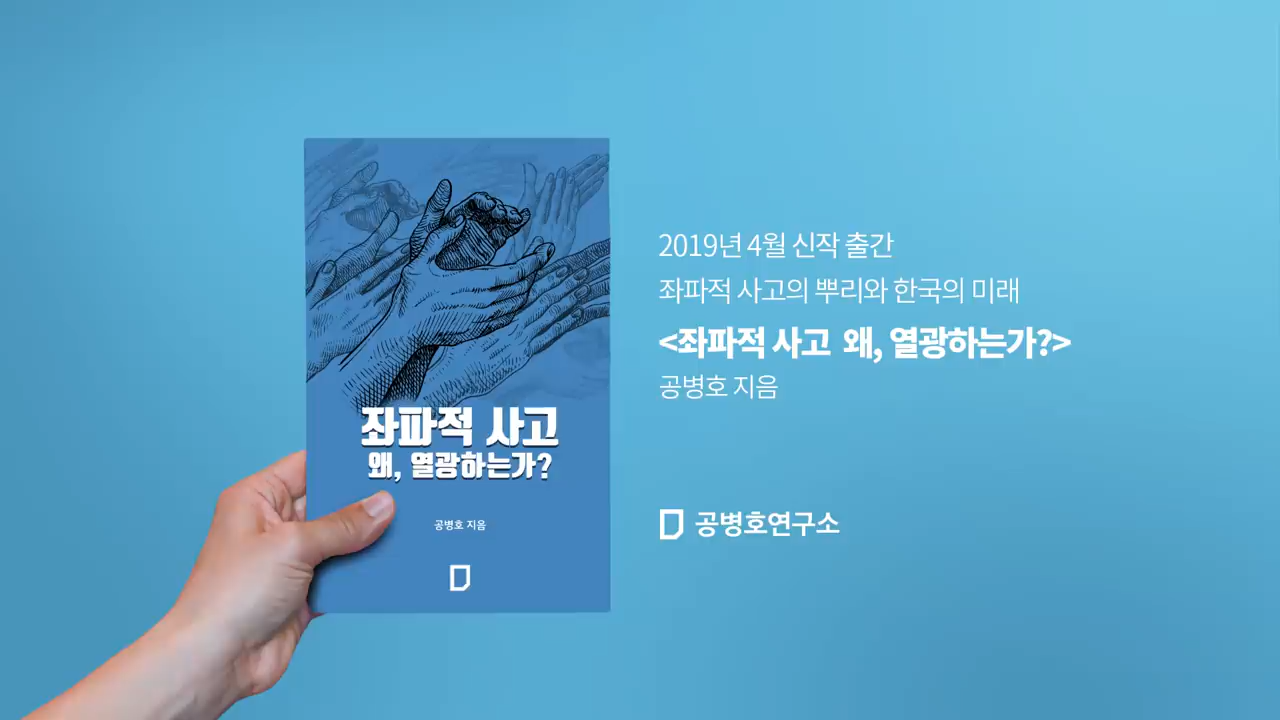 좌파적 사고
왜, 열광하는가?
공병호 지음
2019년 4월 신작 출간
좌파적 사고의 뿌리와 한국의 미래
<좌파적 사고 왜, 열광하는가?>
공병호 지음
공병호연구소